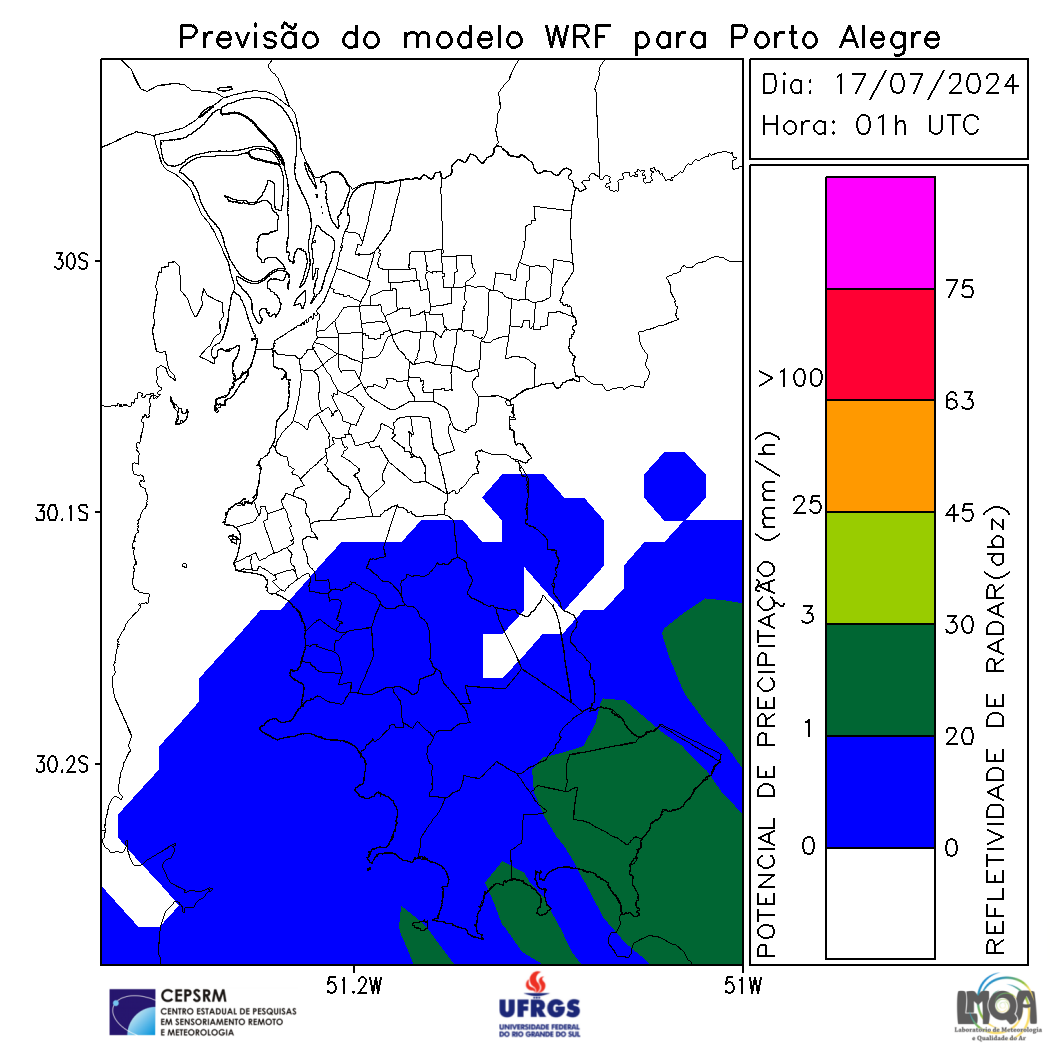 Previsão do modelo WRF para Porto Alegre
Dia: 17/07/2024
Hora: 01h UTC
30S
30.1S
30.2S
51.2W
51W
POTENCIAL DE PRECIPITAÇÃO (mm/h)
>100
25
3
1
0
75
63
45
30
20
0
REFLETIVIDADE DE RADAR(dbz)
CEPSRM
CENTRO ESTADUAL DE PESQUISAS
EM SENSORIAMENTO REMOTO
E METEOROLOGIA
UFRGS
UNIVERSIDADE FEDERAL
DO RIO GRANDE DO SUL
LMQA
Laboratório de Meteorologia
e Qualidade do Ar